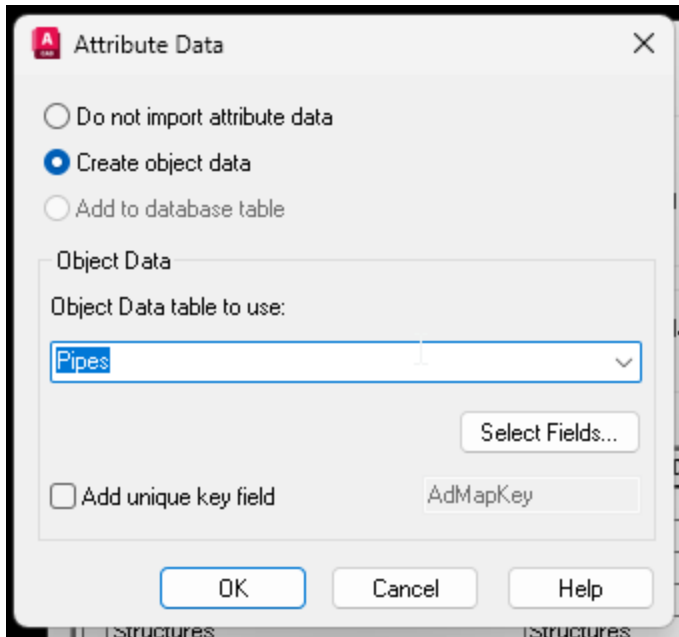 Attribute Data
Do not import attribute data
Create object data
Add to database table
Object Data
Object Data table to use:
Pipes
Select Fields...
Add unique key field
AdMapKey
OK
Cancel
Help
Structures
Structures